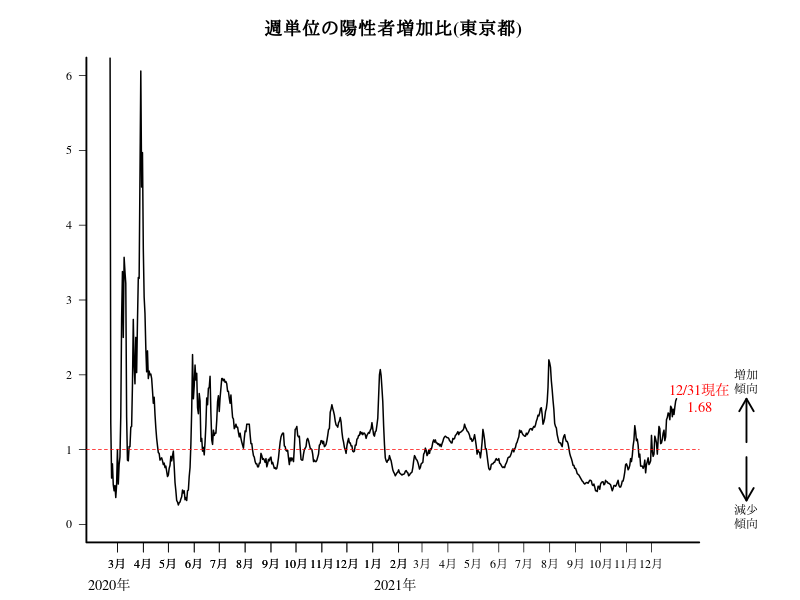 週単位の陽性者増加比(東京都)
6
5
4
3
2
1
0
12/31現在
1.68
増加
傾向
減少
傾向
3月 4月 5月 6月 7月 8月 9月 10月 11月 12月 1月 2月 3月 4月 5月 6月 7月 8月 9月 10月 11月 12月
2020年 2021年